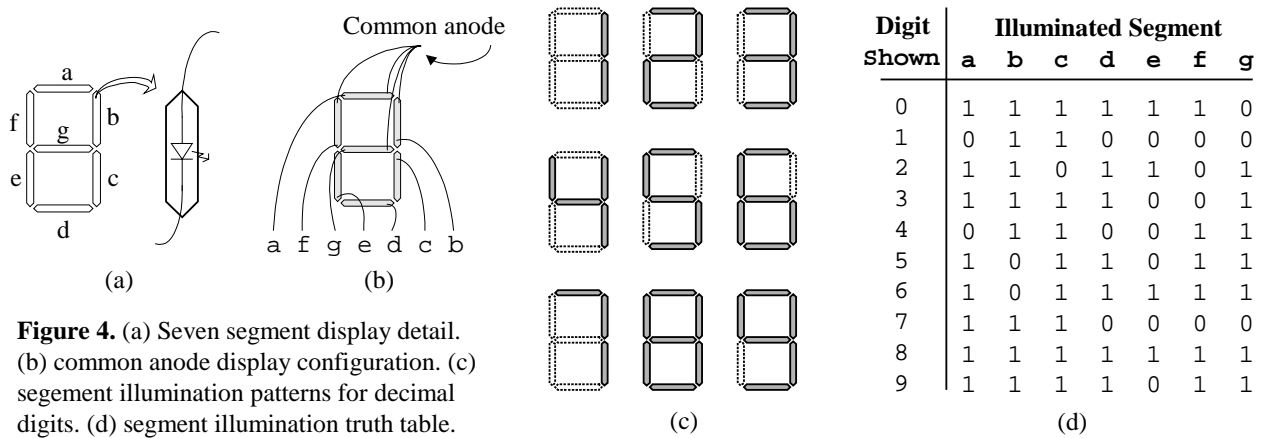 a
f
b
g
e
c
d
(a)
Common anode
a f g e d c b
(b)
Figure 4. (a) Seven segment display detail.
(b) common anode display configuration. (c)
segement illumination patterns for decimal
digits. (d) segment illumination truth table.
(c)
Digit Illuminated Segment
Shown a b c d e f g
0 1 1 1 1 1 1 0
1 0 1 1 0 0 0 0
2 1 1 0 1 1 0 1
3 1 1 1 1 0 0 1
4 0 1 1 0 0 1 1
5 1 0 1 1 0 1 1
6 1 0 1 1 1 1 1
7 1 1 1 0 0 0 0
8 1 1 1 1 1 1 1
9 1 1 1 1 0 1 1
(d)